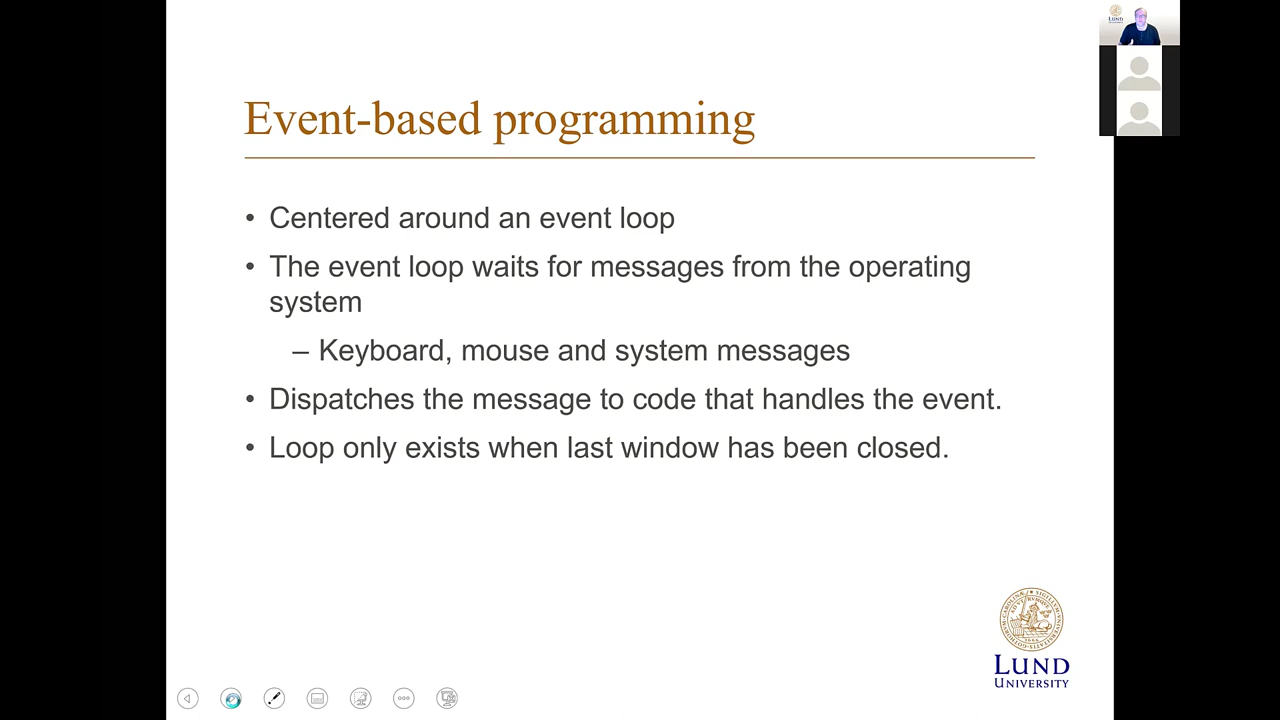 Event-based programming
• Centered around an event loop
• The event loop waits for messages from the operating
system
– Keyboard, mouse and system messages
• Dispatches the message to code that handles the event.
• Loop only exists when last window has been closed.
LUND
UNIVERSITY
LUND